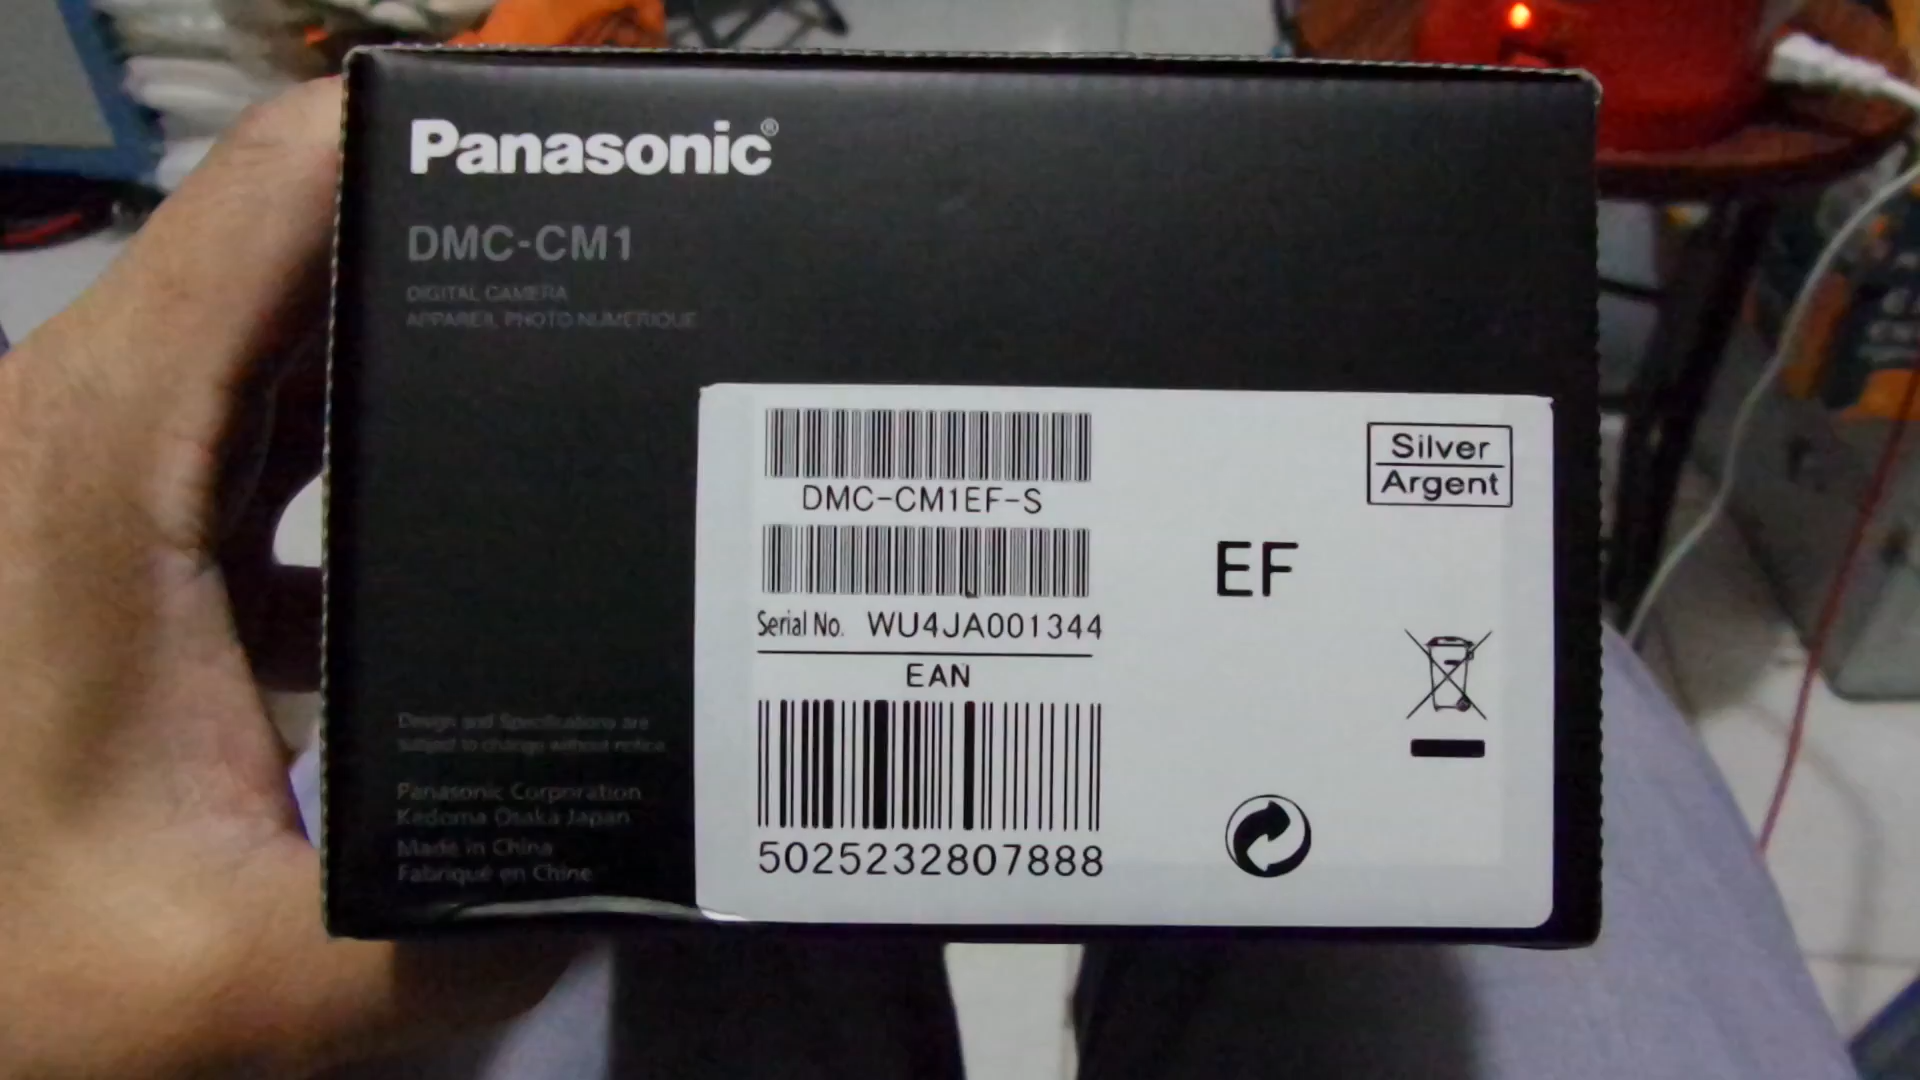 Panasonic®
DMC-CM1
DIGITAL CAMERA
APPAREIL PHOTO NUMERIQUE
DMC-CM1EF-S
Serial No. WU4JA001344
EAN
5025232807888
Silver
Argent
EF
Design and Specifications are
subject to change without notice.
Panasonic Corporation
Kadoma Osaka Japan
Made in China
Fabriqué en Chine